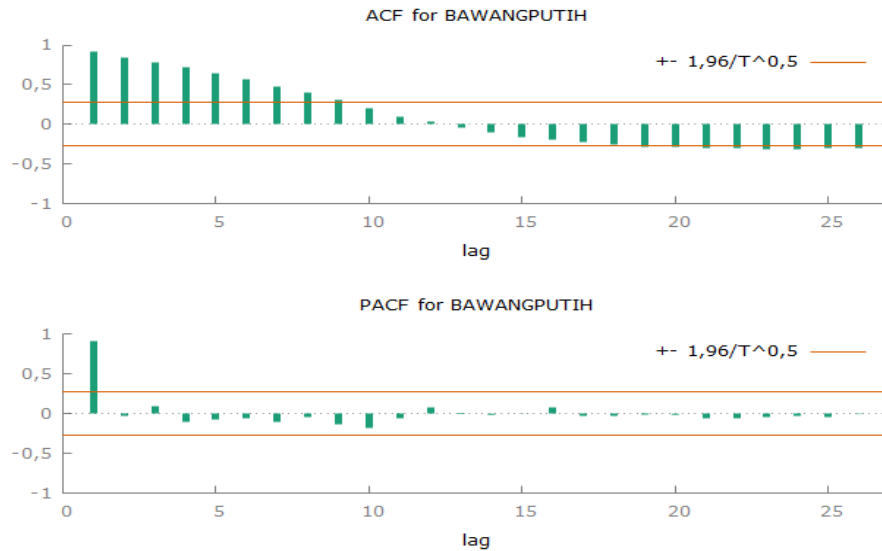 ACF for BAWANGPUTIH
+- 1,96/T^0,5
1
0,5
0
-0,5
-1
0 5 10 15 20 25
lag
PACF for BAWANGPUTIH
+- 1,96/T^0,5
1
0,5
0
-0,5
-1
0 5 10 15 20 25
lag